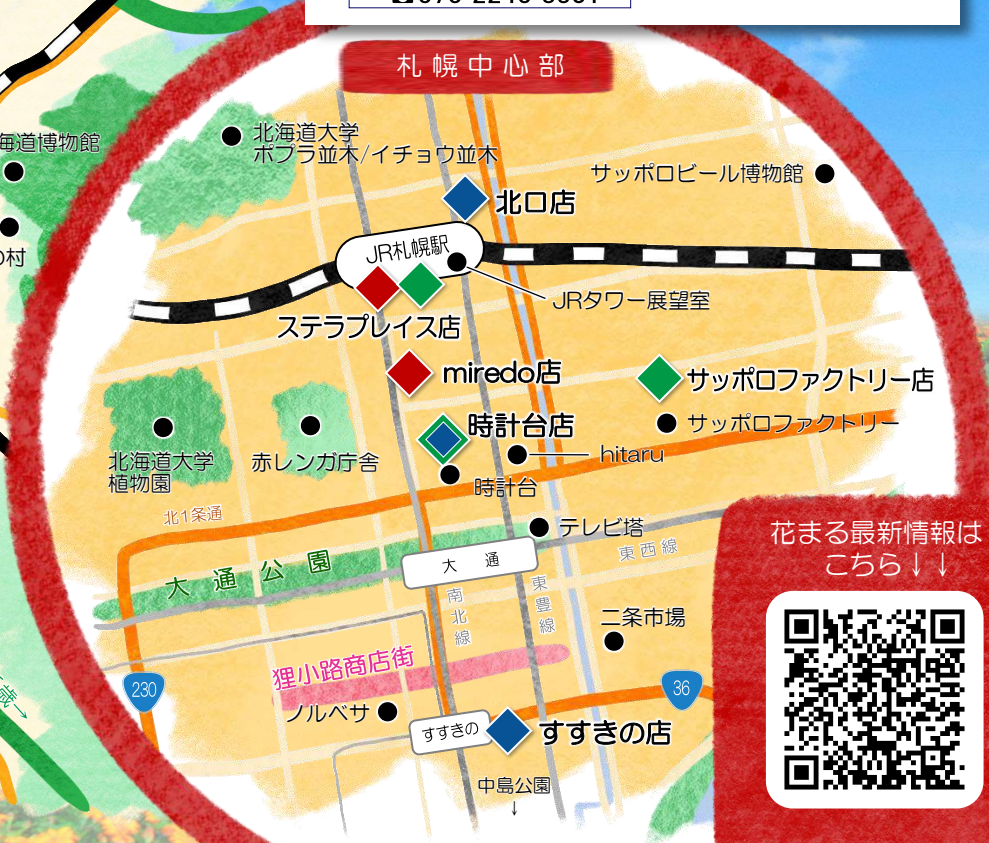 札幌中心部
海道博物館
北海道大学
ポプラ並木/イチョウ並木
サッポロビール博物館
北口店
の村
JR札幌駅
JRタワー展望室
ステラプレイス店
miredo店
サッポロファクトリー店
時計台店
サッポロファクトリー
hitaru
北海道大学
植物園
赤レンガ庁舎
時計台
北1条通
テレビ塔
花まる最新情報は
こちら↓↓
大通公園
大通
東西線
南北線
東豊線
二条市場
狸小路商店街
230
36
ノルベサ
すすきの
すすきの店
中島公園
↓
歳→